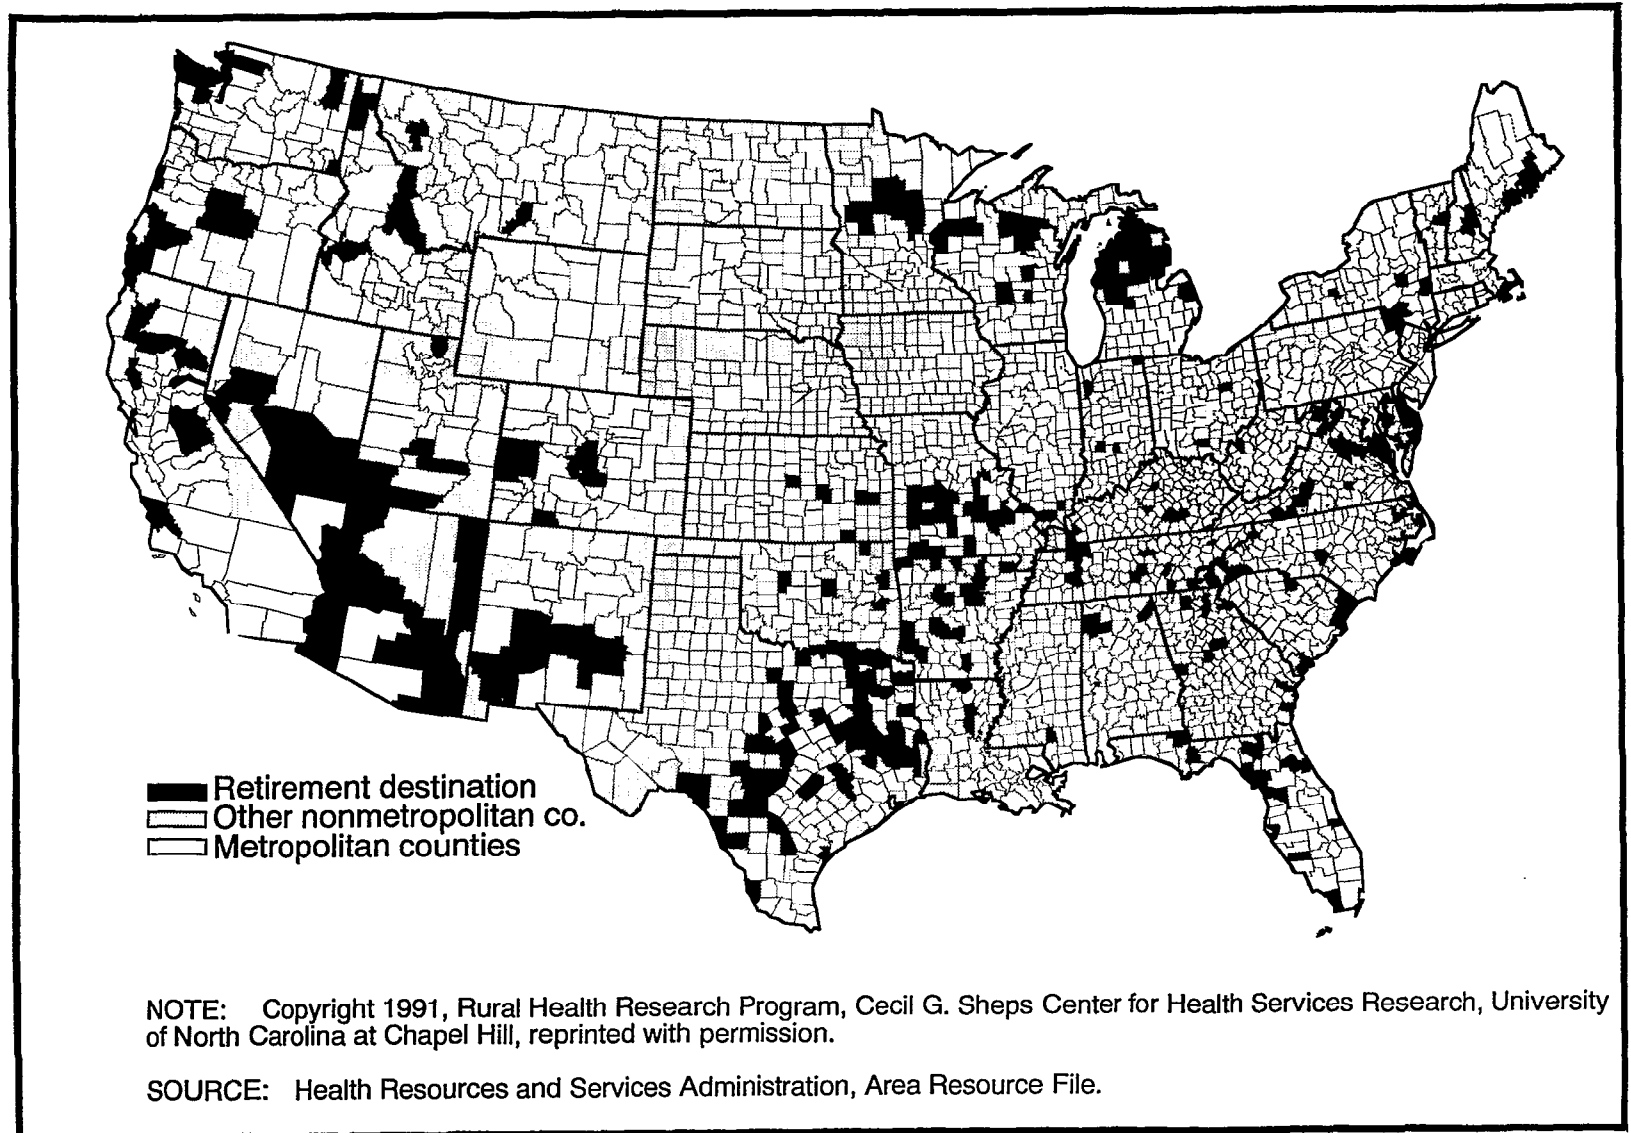 Retirement destination
Other nonmetropolitan co.
Metropolitan counties
NOTE: Copyright 1991, Rural Health Research Program, Cecil G. Sheps Center for Health Services Research, University
of North Carolina at Chapel Hill, reprinted with permission.
SOURCE: Health Resources and Services Administration, Area Resource File.